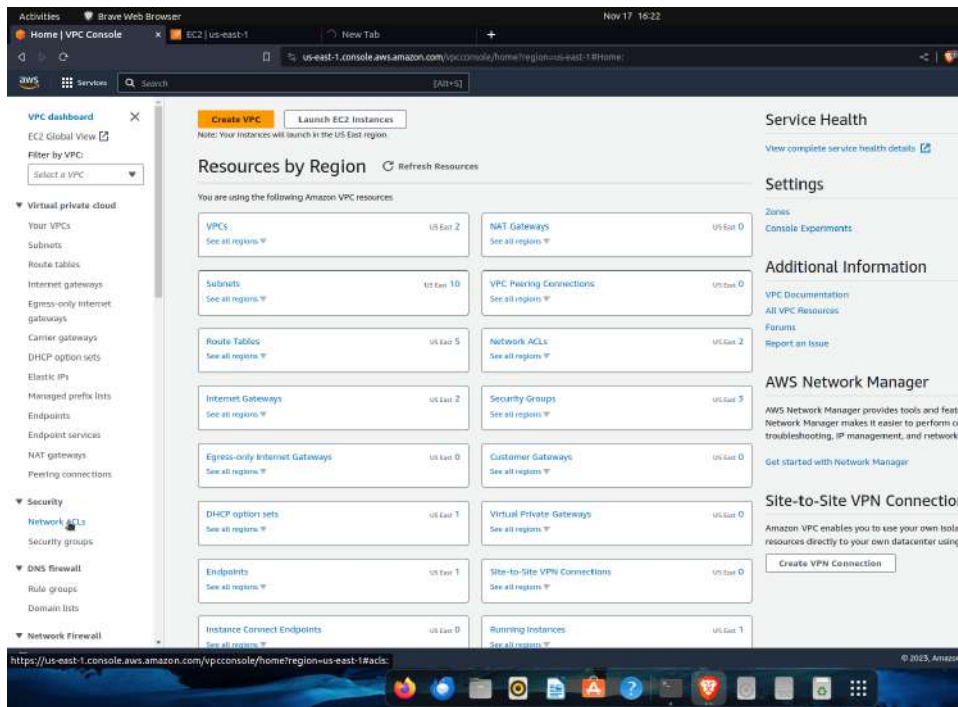 Activities Brave Web Browser Nov 17 16:22
Home | VPC Console × EC2 | us-east-1 New Tab +
us-east-1.console.aws.amazon.com/vpcconsole/home?region=us-east-1#Home:
aws Services Search [Alt+S]
VPC dashboard
EC2 Global View
Filter by VPC:
Select a VPC
Virtual private cloud
Your VPCs
Subnets
Route tables
Internet gateways
Egress-only internet
gateways
Carrier gateways
DHCP option sets
Elastic IPs
Managed prefix lists
Endpoints
Endpoint services
NAT gateways
Peering connections
Security
Network ACLs
Security groups
DNS firewall
Rule groups
Domain lists
Network Firewall
Create VPC Launch EC2 Instances
Note: Your Instances will launch in the US East region.
Resources by Region Refresh Resources
You are using the following Amazon VPC resources
VPCs US East 2
See all regions
NAT Gateways US East 0
See all regions
Subnets US East 10
See all regions
VPC Peering Connections US East 0
See all regions
Route Tables US East 5
See all regions
Network ACLs US East 2
See all regions
Internet Gateways US East 2
See all regions
Security Groups US East 3
See all regions
Egress-only Internet Gateways US East 0
See all regions
Customer Gateways US East 0
See all regions
DHCP option sets US East 1
See all regions
Virtual Private Gateways US East 0
See all regions
Endpoints US East 1
See all regions
Site-to-Site VPN Connections US East 0
See all regions
Instance Connect Endpoints US East 0
See all regions
Running Instances US East 1
See all regions
Service Health
View complete service health details
Settings
Zones
Console Experiments
Additional Information
VPC Documentation
All VPC Resources
Forums
Report an Issue
AWS Network Manager
AWS Network Manager provides tools and feat
Network Manager makes it easier to perform c
troubleshooting, IP management, and network
Get started with Network Manager
Site-to-Site VPN Connectio
Amazon VPC enables you to use your own isola
resources directly to your own datacenter using
Create VPN Connection
https://us-east-1.console.aws.amazon.com/vpcconsole/home?region=us-east-1#acls:
© 2023, Amazo